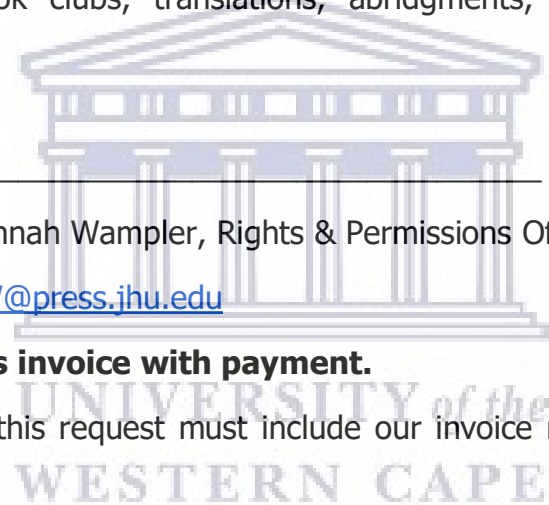 ok clubs, translations, abridgments,
nnah Wampler, Rights & Permissions Of
@press.jhu.edu
s invoice with payment.
UNIVERSITY of the
this request must include our invoice
WESTERN CAPE